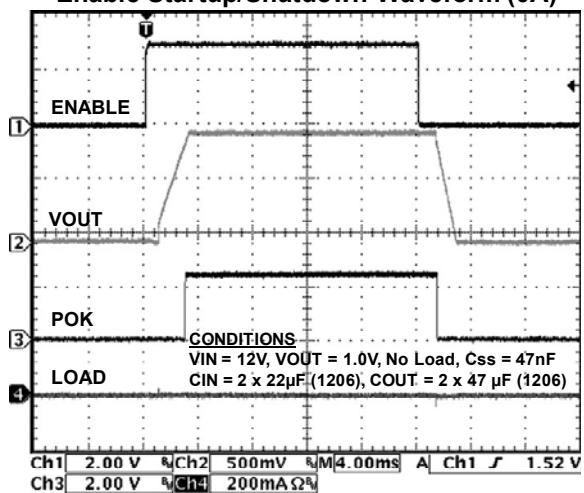 Enable Startup/Shutdown Waveform (0A)
U
ENABLE
1
VOUT
2
POK
3
CONDITIONS
VIN = 12V, VOUT = 1.0V, No Load, Css = 47nF
LOAD
CIN = 2 x 22µF (1206), COUT = 2 x 47 µF (1206)
4
Ch1 2.00 V Ch2 500mV M 4.00ms A Ch1 1.52 V
Ch3 2.00 V Ch4 200mA Ω